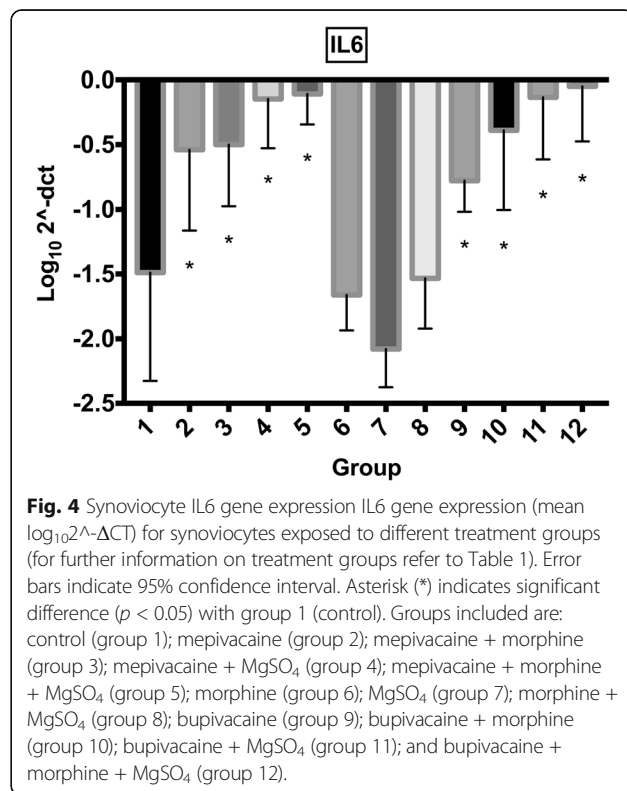 IL6
0.0
-0.5
-1.0
-1.5
-2.0
-2.5
Log₁₀ 2^-dct
* * * * * * * *
1 2 3 4 5 6 7 8 9 10 11 12
Group
Fig. 4 Synoviocyte IL6 gene expression IL6 gene expression (mean
log₁₀2^-ΔCT) for synoviocytes exposed to different treatment groups
(for further information on treatment groups refer to Table 1). Error
bars indicate 95% confidence interval. Asterisk (*) indicates significant
difference (p < 0.05) with group 1 (control). Groups included are:
control (group 1); mepivacaine (group 2); mepivacaine + morphine
(group 3); mepivacaine + MgSO₄ (group 4); mepivacaine + morphine
+ MgSO₄ (group 5); morphine (group 6); MgSO₄ (group 7); morphine +
MgSO₄ (group 8); bupivacaine (group 9); bupivacaine + morphine
(group 10); bupivacaine + MgSO₄ (group 11); and bupivacaine +
morphine + MgSO₄ (group 12).